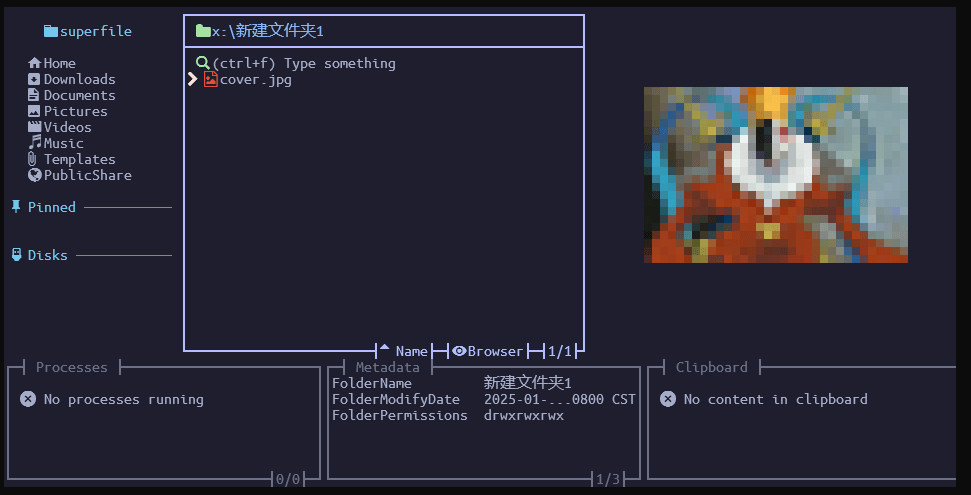 superfile
Home
Downloads
Documents
Pictures
Videos
Music
Templates
PublicShare
Pinned
Disks
x:\新建文件夹1
(ctrl+f) Type something
cover.jpg
Name
Browser
1/1
Processes
No processes running
0/0
Metadata
FolderName 新建文件夹1
FolderModifyDate 2025-01-...0800 CST
FolderPermissions drwxrwxrwx
1/3
Clipboard
No content in clipboard